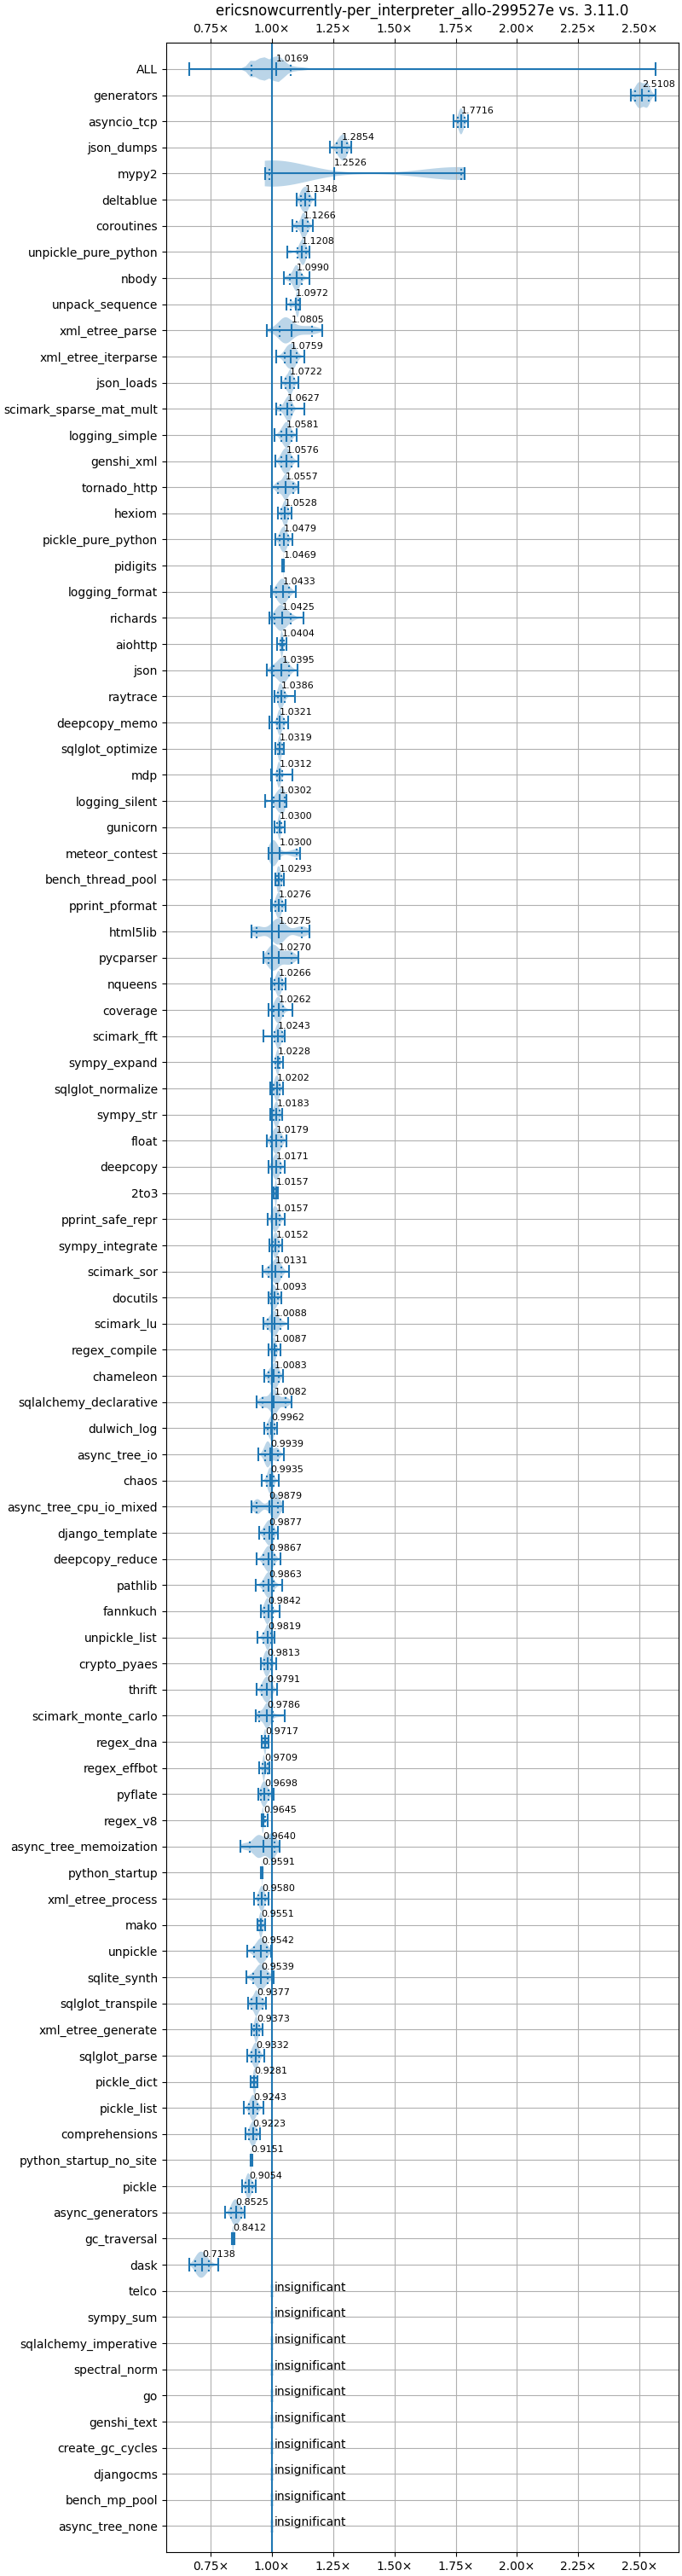 ericsnowcurrently-per_interpreter_allo-299527e vs. 3.11.0
0.75× 1.00× 1.25× 1.50× 1.75× 2.00× 2.25× 2.50×
ALL 1.0169
generators 2.5108
asyncio_tcp 1.7716
json_dumps 1.2854
mypy2 1.2526
deltablue 1.1348
coroutines 1.1266
unpickle_pure_python 1.1208
nbody 1.0990
unpack_sequence 1.0972
xml_etree_parse 1.0805
xml_etree_iterparse 1.0759
json_loads 1.0722
scimark_sparse_mat_mult 1.0627
logging_simple 1.0581
genshi_xml 1.0576
tornado_http 1.0557
hexiom 1.0528
pickle_pure_python 1.0479
pidigits 1.0469
logging_format 1.0433
richards 1.0425
aiohttp 1.0404
json 1.0395
raytrace 1.0386
deepcopy_memo 1.0321
sqlglot_optimize 1.0319
mdp 1.0312
logging_silent 1.0302
gunicorn 1.0300
meteor_contest 1.0300
bench_thread_pool 1.0293
pprint_pformat 1.0276
html5lib 1.0275
pycparser 1.0270
nqueens 1.0266
coverage 1.0262
scimark_fft 1.0243
sympy_expand 1.0228
sqlglot_normalize 1.0202
sympy_str 1.0183
float 1.0179
deepcopy 1.0171
2to3 1.0157
pprint_safe_repr 1.0157
sympy_integrate 1.0152
scimark_sor 1.0131
docutils 1.0093
scimark_lu 1.0088
regex_compile 1.0087
chameleon 1.0083
sqlalchemy_declarative 1.0082
dulwich_log 0.9962
async_tree_io 0.9939
chaos 0.9935
async_tree_cpu_io_mixed 0.9879
django_template 0.9877
deepcopy_reduce 0.9867
pathlib 0.9863
fannkuch 0.9842
unpickle_list 0.9819
crypto_pyaes 0.9813
thrift 0.9791
scimark_monte_carlo 0.9786
regex_dna 0.9717
regex_effbot 0.9709
pyflate 0.9698
regex_v8 0.9645
async_tree_memoization 0.9640
python_startup 0.9591
xml_etree_process 0.9580
mako 0.9551
unpickle 0.9542
sqlite_synth 0.9539
sqlglot_transpile 0.9377
xml_etree_generate 0.9373
sqlglot_parse 0.9332
pickle_dict 0.9281
pickle_list 0.9243
comprehensions 0.9223
python_startup_no_site 0.9151
pickle 0.9054
async_generators 0.8525
gc_traversal 0.8412
dask 0.7138
telco insignificant
sympy_sum insignificant
sqlalchemy_imperative insignificant
spectral_norm insignificant
go insignificant
genshi_text insignificant
create_gc_cycles insignificant
djangocms insignificant
bench_mp_pool insignificant
async_tree_none insignificant
0.75× 1.00× 1.25× 1.50× 1.75× 2.00× 2.25× 2.50×